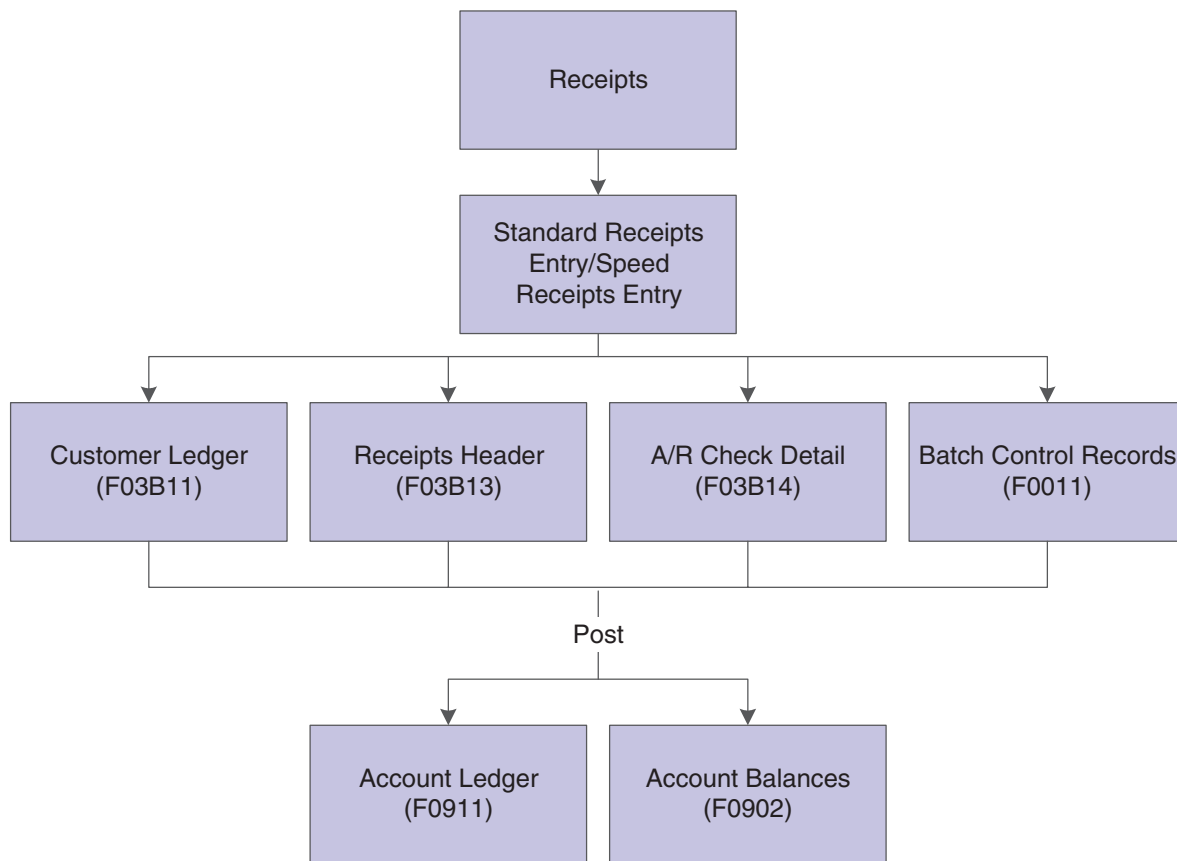 Receipts
Standard Receipts
Entry/Speed
Receipts Entry
Customer Ledger
(F03B11)
Receipts Header
(F03B13)
A/R Check Detail
(F03B14)
Batch Control Records
(F0011)
Post
Account Ledger
(F0911)
Account Balances
(F0902)